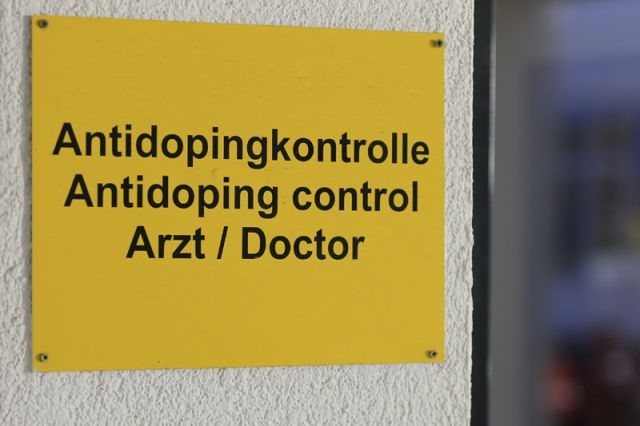 Antidopingkontrolle
Antidoping control
Arzt / Doctor